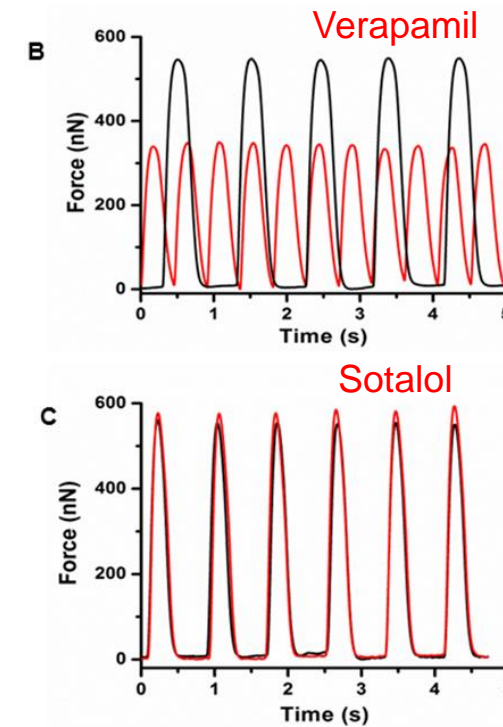 Verapamil
B
600
400
200
0
Force (nN)
0 1 2 3 4
Time (s)
Sotalol
C
600
400
200
0
Force (nN)
0 1 2 3 4
Time (s)